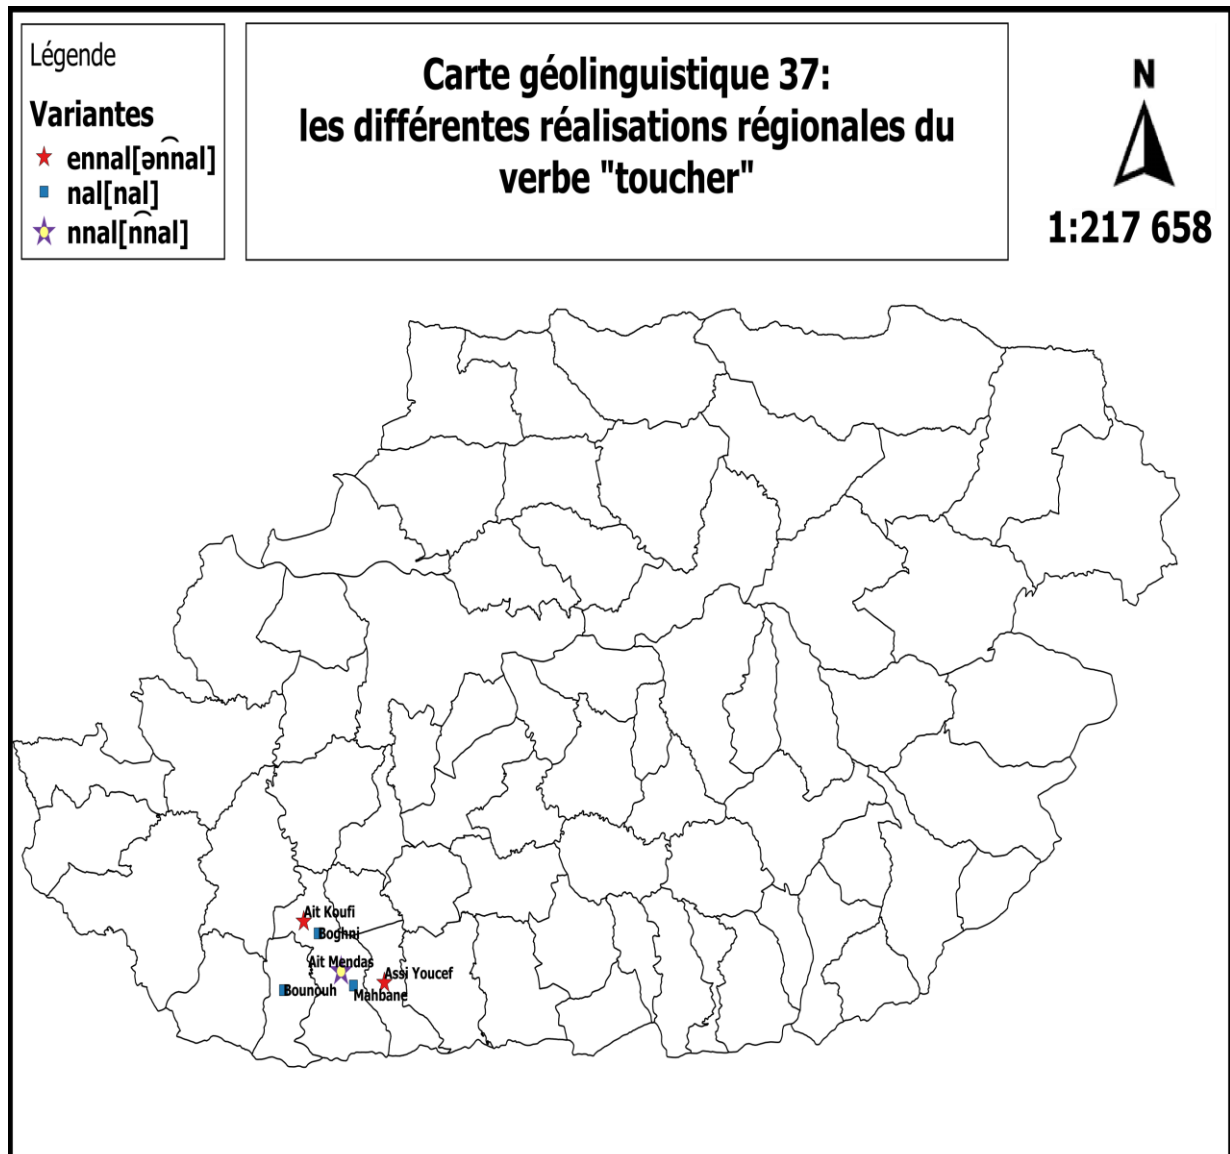 Légende
Variantes
ennal[ən͡nal]
nal[nal]
nnal[n͡nal]
Carte géolinguistique 37:
les différentes réalisations régionales du
verbe "toucher"
N
1:217 658
Ait Koufi
Boghni
Ait Mendas
Assi Youcef
Bounouh
Mahbane